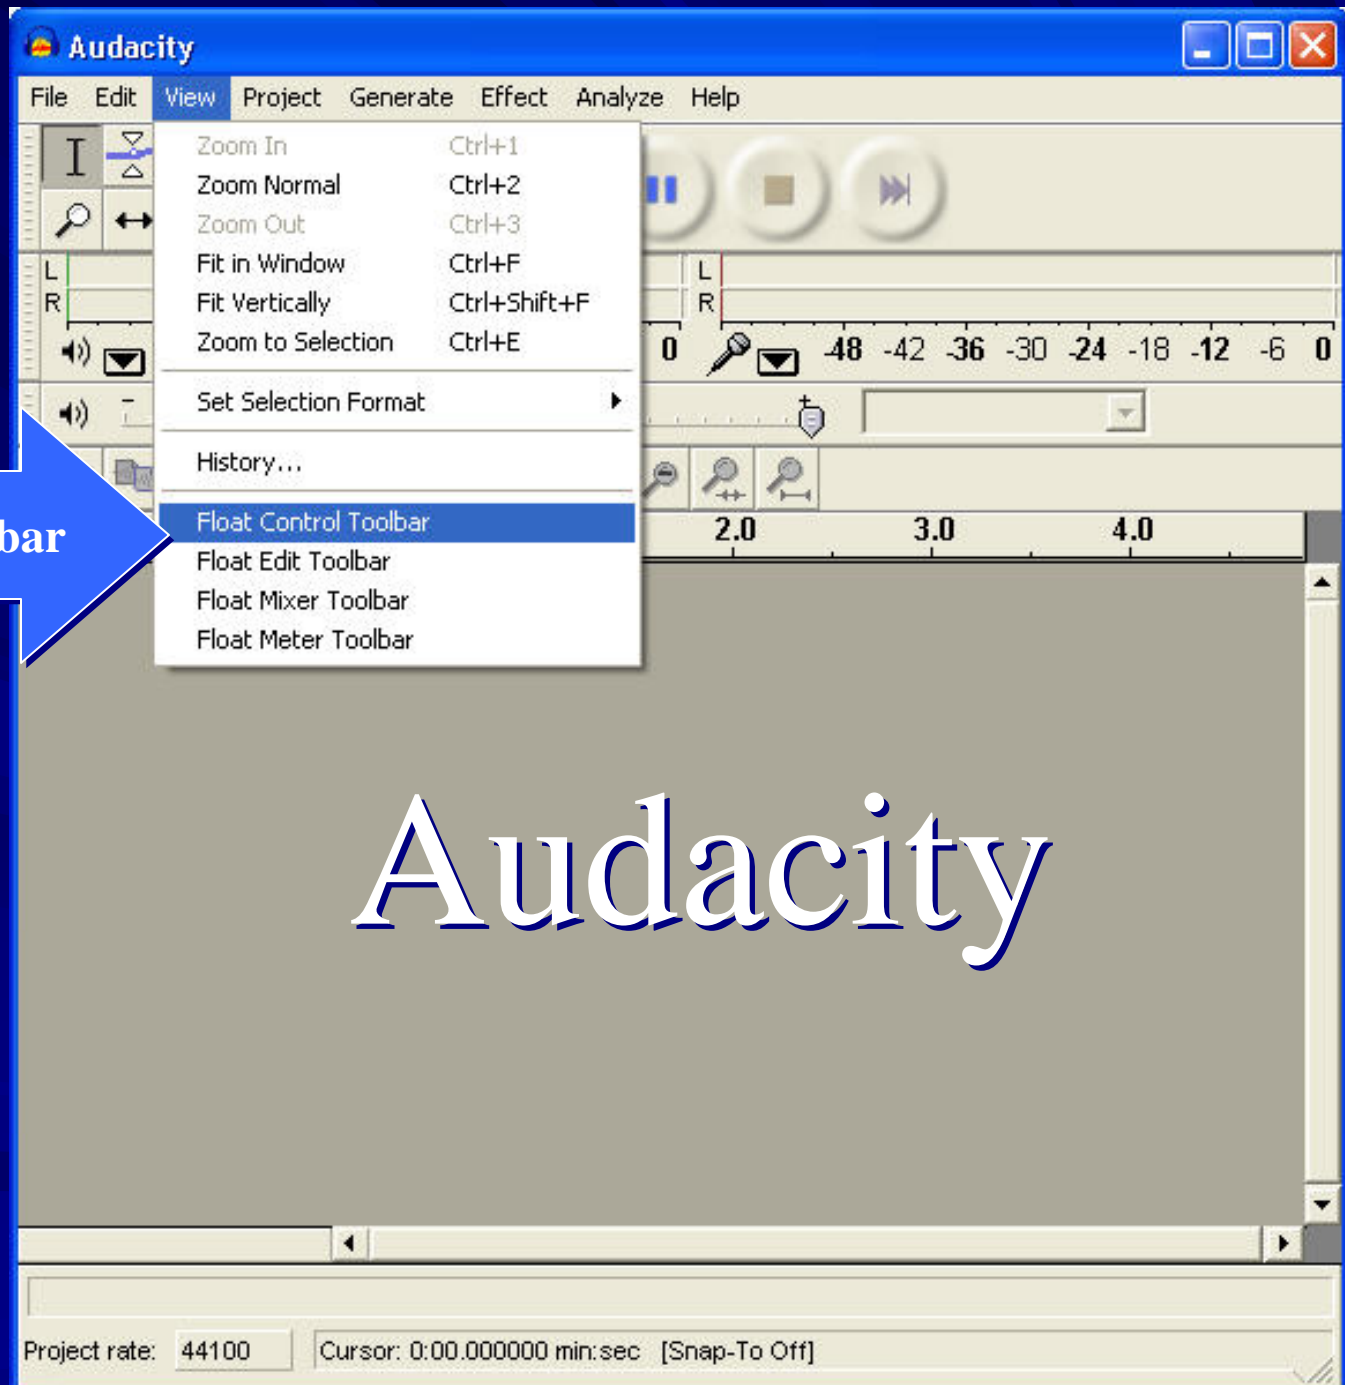 Audacity
File Edit View Project Generate Effect Analyze Help
Zoom In Ctrl+1
Zoom Normal Ctrl+2
Zoom Out Ctrl+3
Fit in Window Ctrl+F
Fit Vertically Ctrl+Shift+F
Zoom to Selection Ctrl+E
Set Selection Format
History...
Float Control Toolbar
Float Edit Toolbar
Float Mixer Toolbar
Float Meter Toolbar
L L
R R
0 -48 -42 -36 -30 -24 -18 -12 -6 0
bar
2.0 3.0 4.0
Audacity
Project rate: 44100 Cursor: 0:00.000000 min:sec [Snap-To Off]